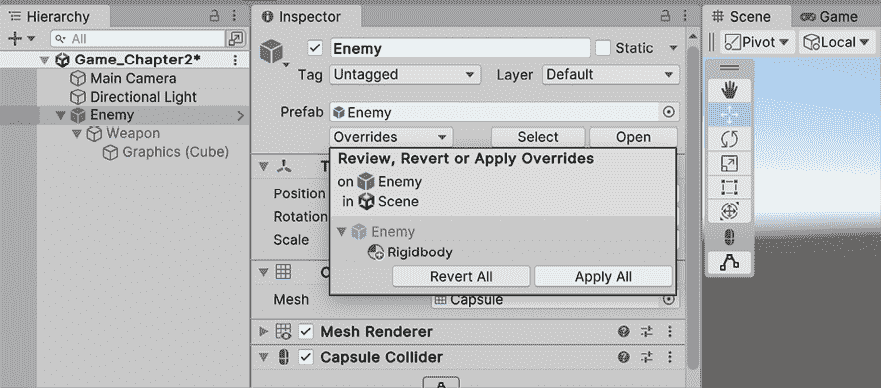 Hierarchy
All
Game_Chapter2*
Main Camera
Directional Light
Enemy
Weapon
Graphics (Cube)
Inspector
Enemy
Static
Tag Untagged Layer Default
Prefab Enemy
Overrides Select Open
Review, Revert or Apply Overrides
on Enemy
in Scene
Enemy
Rigidbody
Revert All Apply All
T
Position
Rotation
Scale
Mesh Capsule
Mesh Renderer
Capsule Collider
Scene Game
Pivot Local